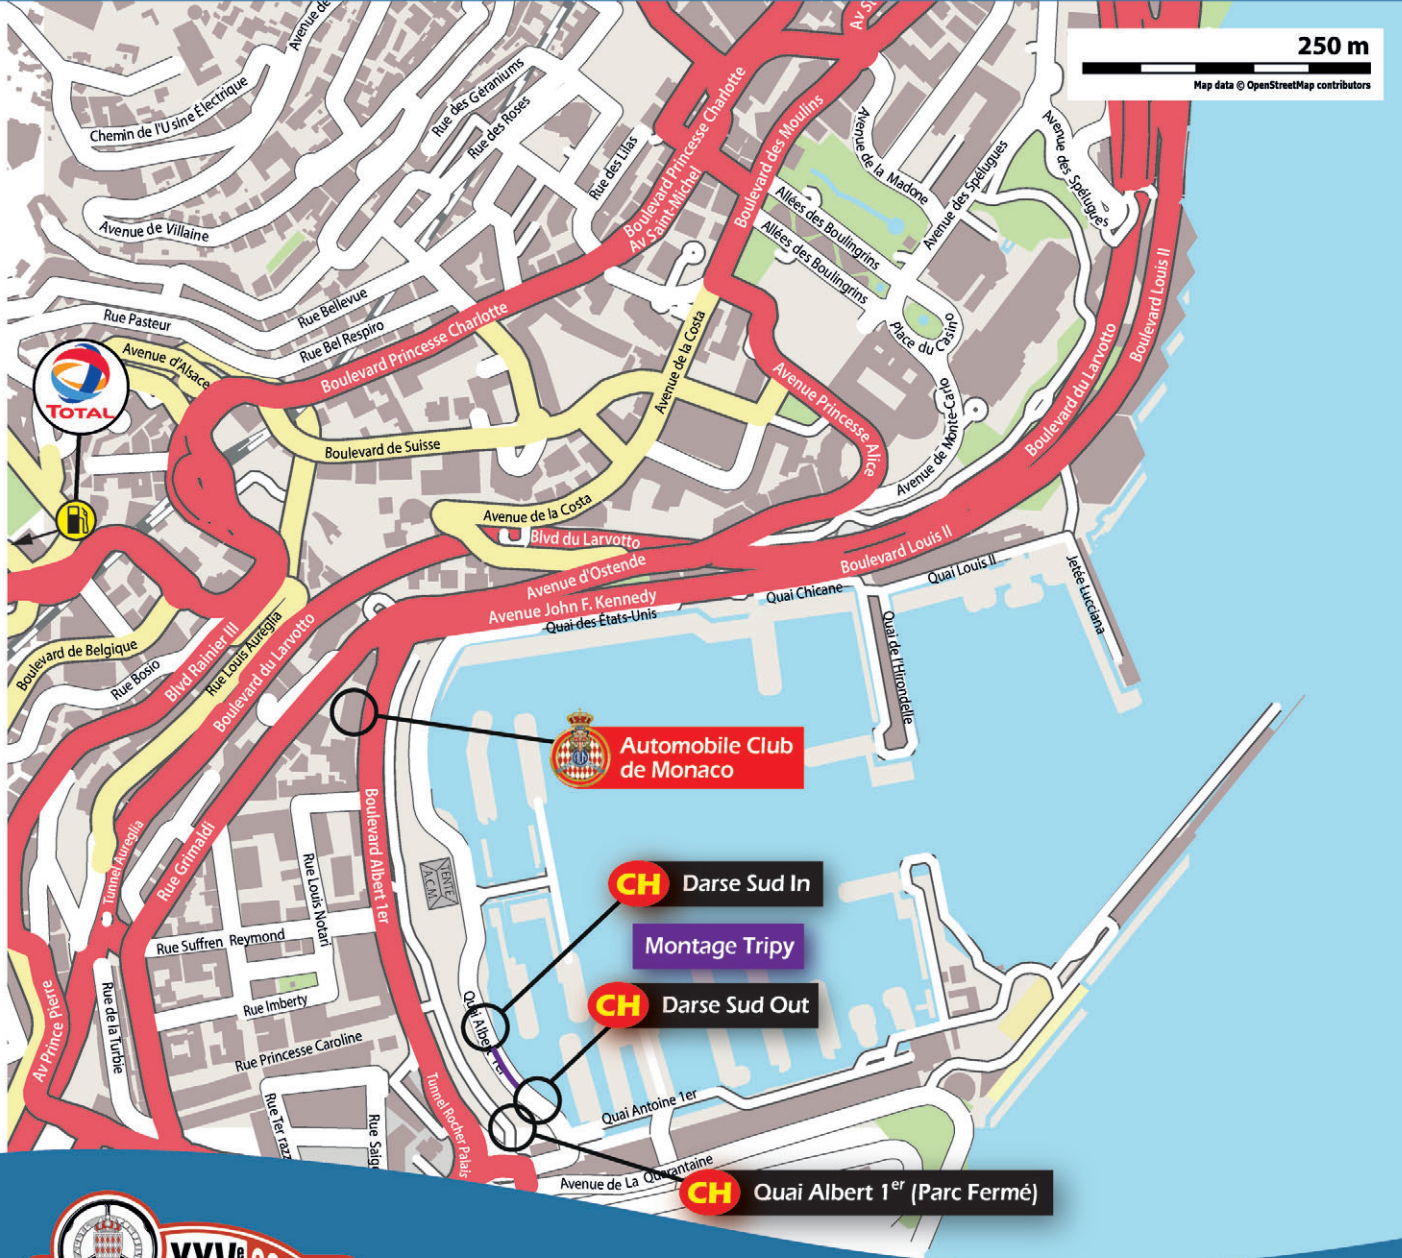 250 m
Map data © OpenStreetMap contributors
Avenue de
Av S
Chemin de l'Usine Électrique
Rue des Géraniums
Rue des Roses
Rue des Lilas
Boulevard Princesse Charlotte
Av Saint-Michel
Boulevard des Moulins
Avenue de la Madone
Avenue des Spélugues
Avenue des Spélugues
Allées des Boulingrins
Allées des Boulingrins
Avenue de Villaine
Rue Bellevue
Rue Pasteur
Rue Bel Respiro
Boulevard Princesse Charlotte
Avenue d'Alsace
TOTAL
Avenue de la Costa
Place du Casino
Boulevard Louis II
Boulevard du Larvotto
Avenue Princesse Alice
Avenue de Monte-Carlo
Boulevard de Suisse
Avenue de la Costa
Blvd du Larvotto
Avenue d'Ostende
Boulevard Louis II
Avenue John F. Kennedy
Quai des États-Unis
Quai Chicane
Quai Louis II
Jetée Lucciana
Quai de l'Hirondelle
Boulevard de Belgique
Rue Bosio
Blvd Rainier III
Rue Louis Auréglia
Boulevard du Larvotto
Automobile Club
de Monaco
Tunnel Aureglia
Rue Grimaldi
Boulevard Albert 1er
Rue Louis Notari
VENTE
A.C.M.
CH Darse Sud In
Montage Tripy
CH Darse Sud Out
Rue Suffren Reymond
Rue Imberty
Rue Princesse Caroline
Av Prince Pierre
Rue de la Turbie
Quai Albert 1er
Tunnel Rocher Palais
Quai Antoine 1er
Avenue de La Quarantaine
CH Quai Albert 1er (Parc Fermé)
XXVe